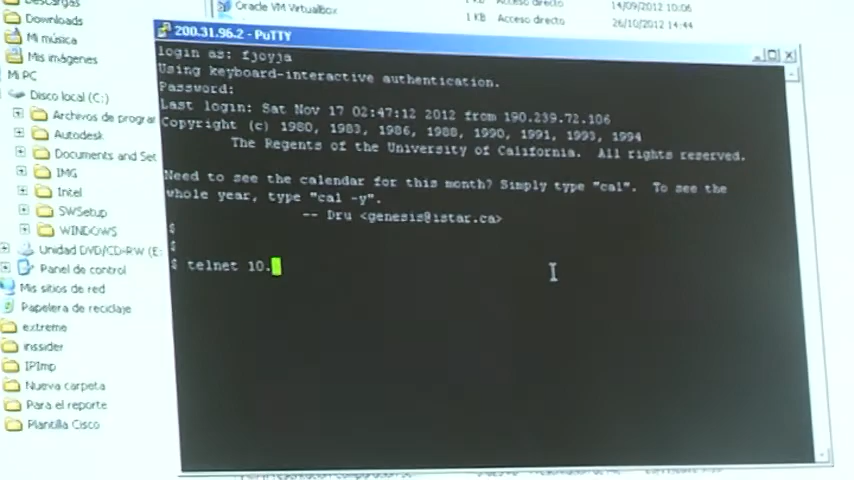 Descargas
Downloads
Mi música
Mis imágenes
Mi PC
Disco local (C:)
Archivos de prograr
Autodesk
Documents and Set
IMG
Intel
SWSetup
WINDOWS
Unidad DVD/CD-RW (E:
Panel de control
Mis sitios de red
Papelera de reciclaje
extreme
inssider
IPImp
Nueva carpeta
Para el reporte
Plantilla Cisco
Oracle VM VirtualBox
1 KB Acceso directo 14/09/2012 10:06
1 KB Acceso directo 26/10/2012 14:44
200.31.96.2 - PuTTY
login as: fjoyja
Using keyboard-interactive authentication.
Password:
Last login: Sat Nov 17 02:47:12 2012 from 190.239.72.106
Copyright (c) 1980, 1983, 1986, 1988, 1990, 1991, 1993, 1994
The Regents of the University of California. All rights reserved.
Need to see the calendar for this month? Simply type "cal". To see the
whole year, type "cal -y".
-- Dru <genesis@istar.ca>
$
$
$ telnet 10.